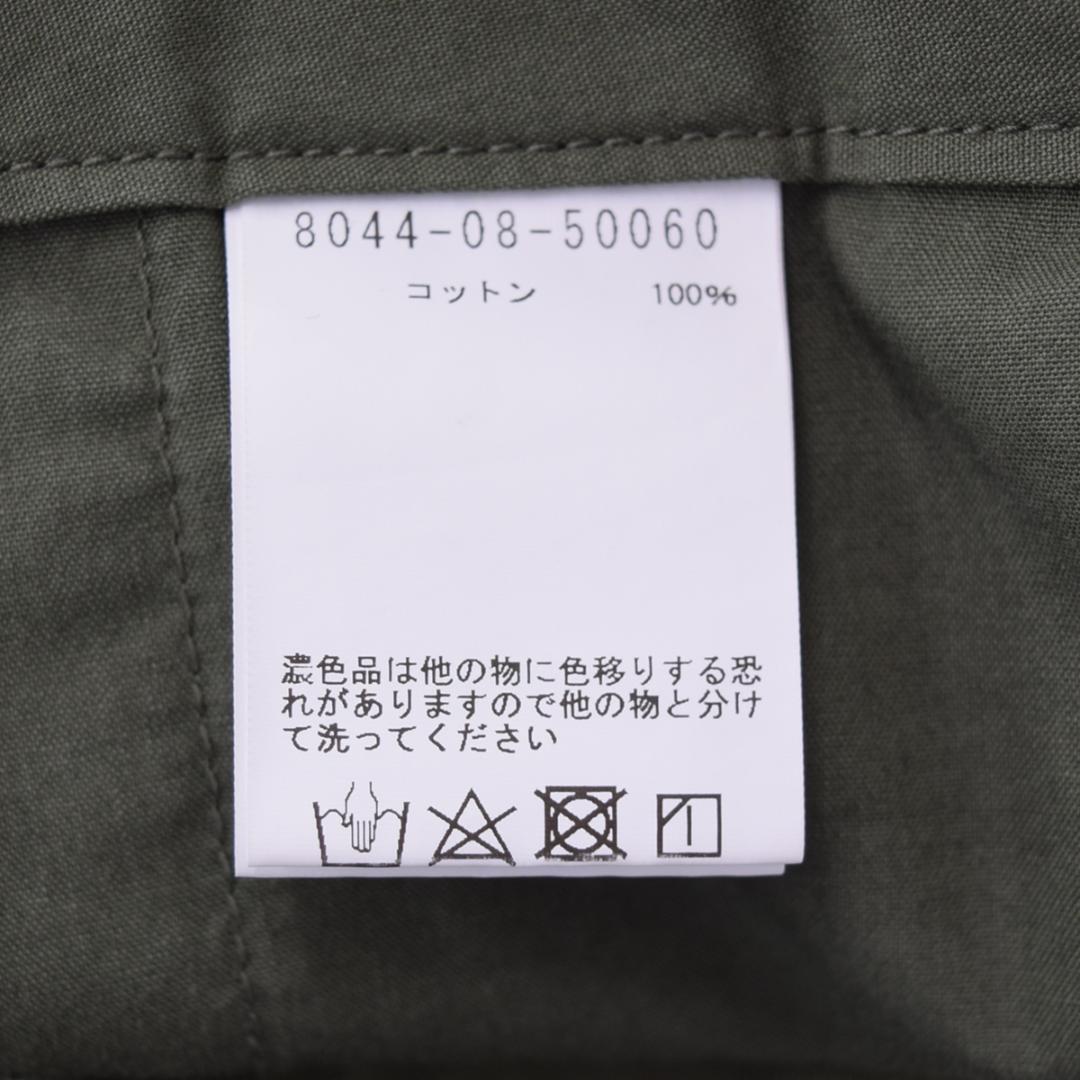 8044-08-50060
コットン 100%
濃色品は他の物に色移りする恐
れがありますので他の物と分け
て洗ってください